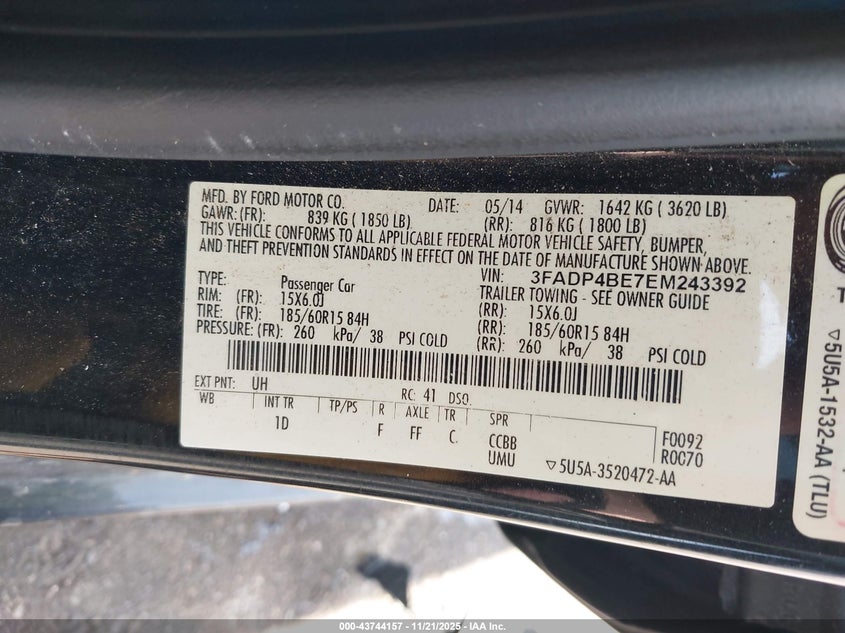 MFD. BY FORD MOTOR CO. DATE: 05/14 GVWR: 1642 KG ( 3620 LB)
GAWR: (FR): 839 KG ( 1850 LB) (RR): 816 KG ( 1800 LB)
THIS VEHICLE CONFORMS TO ALL APPLICABLE FEDERAL MOTOR VEHICLE SAFETY, BUMPER,
AND THEFT PREVENTION STANDARDS IN EFFECT ON THE DATE OF MANUFACTURE SHOWN ABOVE.
VIN: 3FADP4BE7EM243392
TYPE: Passenger Car TRAILER TOWING - SEE OWNER GUIDE
RIM: (FR): 15X6.0J (RR): 15X6.0J
TIRE: (FR): 185/60R15 84H (RR): 185/60R15 84H
PRESSURE: (FR): 260 kPa/ 38 PSI COLD (RR): 260 kPa/ 38 PSI COLD
EXT PNT: UH RC: 41 DSO:
WB INT TR TP/PS R AXLE TR SPR
1D F FF C. CCBB F0092
UMU R0C70
▽5U5A-3520472-AA
▽5U5A-1532-AA (TLU)
000-43744157 - 11/21/2025 - IAA Inc.